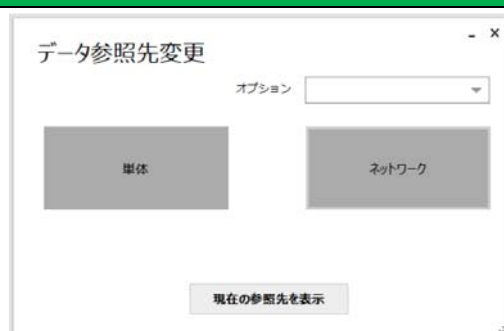 データ参照先変更
オプション
単体
ネットワーク
現在の参照先を表示